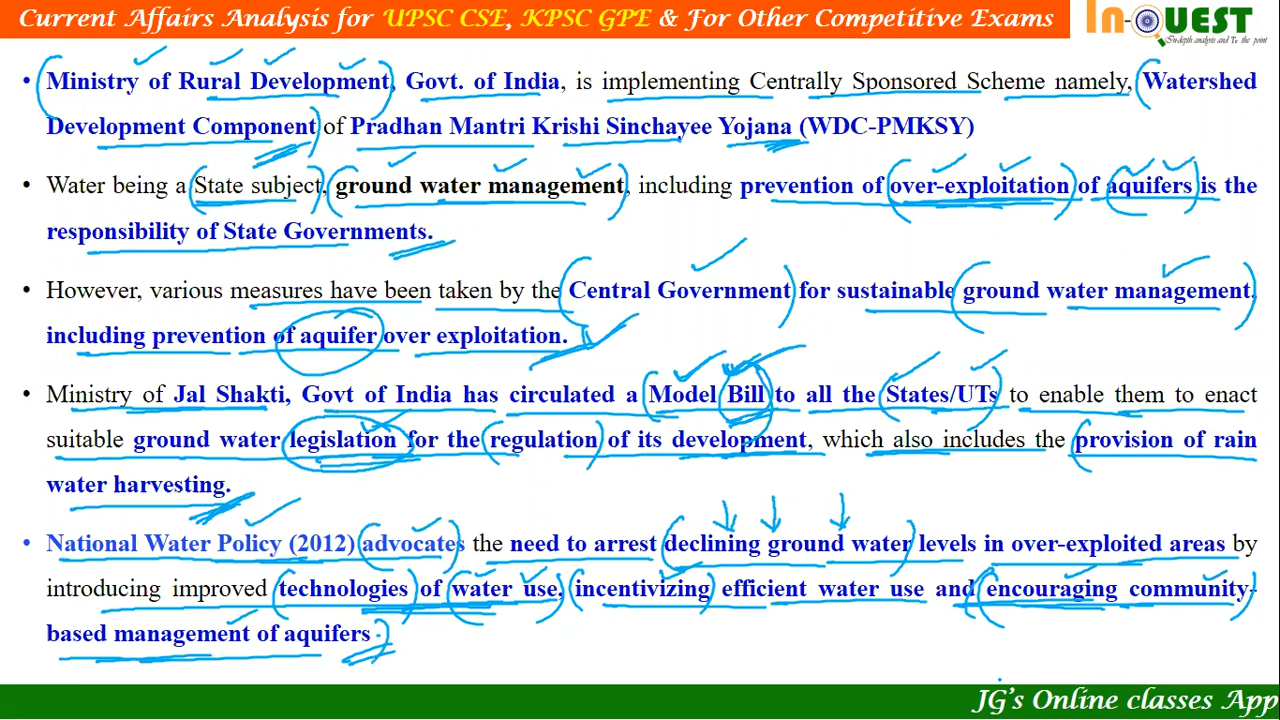 Current Affairs Analysis for UPSC CSE, KPSC GPE & For Other Competitive Exams
In-QUEST
In-depth analysis and To the point
• Ministry of Rural Development, Govt. of India, is implementing Centrally Sponsored Scheme namely, Watershed
Development Component of Pradhan Mantri Krishi Sinchayee Yojana (WDC-PMKSY)
• Water being a State subject, ground water management, including prevention of over-exploitation of aquifers is the
responsibility of State Governments.
• However, various measures have been taken by the Central Government for sustainable ground water management,
including prevention of aquifer over exploitation.
• Ministry of Jal Shakti, Govt of India has circulated a Model Bill to all the States/UTs to enable them to enact
suitable ground water legislation for the regulation of its development, which also includes the provision of rain
water harvesting.
• National Water Policy (2012) advocates the need to arrest declining ground water levels in over-exploited areas by
introducing improved technologies of water use, incentivizing efficient water use and encouraging community-
based management of aquifers
JG's Online classes App